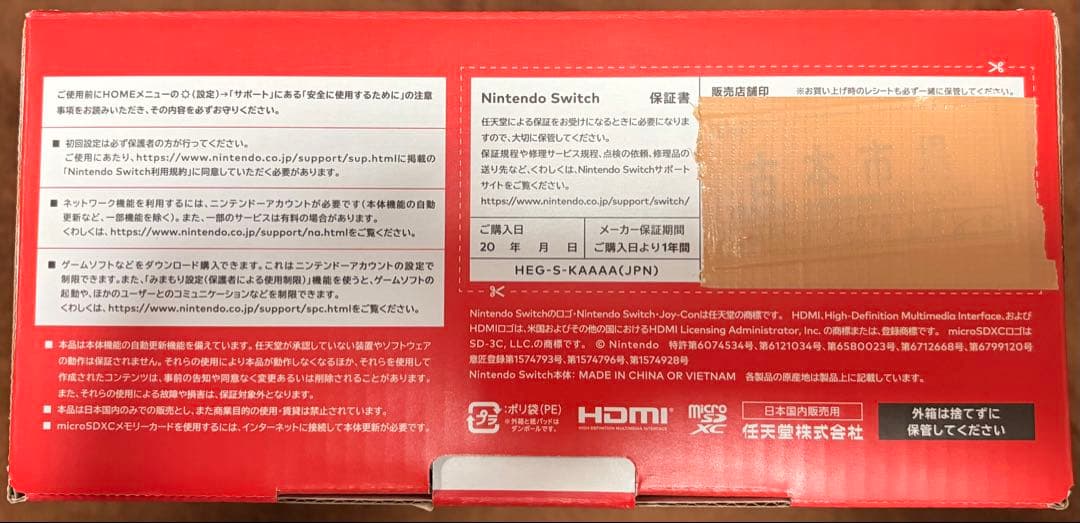 ご使用前にHOMEメニューの(設定)→「サポート」にある「安全に使用するために」の注意
事項をお読みいただき、その内容を必ずお守りください。
■ 初回設定は必ず保護者の方が行ってください。
ご使用にあたり、https://www.nintendo.co.jp/support/sup.htmlに掲載の
「Nintendo Switch利用規約」に同意していただく必要があります。
■ ネットワーク機能を利用するには、ニンテンドーアカウントが必要です(本体機能の自動
更新など、一部機能を除く)。また、一部のサービスは有料の場合があります。
くわしくは、https://www.nintendo.co.jp/support/na.htmlをご覧ください。
■ ゲームソフトなどをダウンロード購入できます。これはニンテンドーアカウントの設定で
制限できます。また、「みまもり設定(保護者による使用制限)」機能を使うと、ゲームソフトの
起動や、ほかのユーザーとのコミュニケーションなどを制限できます。
くわしくは、https://www.nintendo.co.jp/support/spc.htmlをご覧ください。
■ 本品は本体機能の自動更新機能を備えています。任天堂が承認していない装置やソフトウェア
の動作は保証されません。それらの使用により本品が動作しなくなるほか、それらを使用して
作成されたコンテンツは、事前の告知や同意なく変更あるいは削除されることがあります。
また、それらの使用による故障や損害は、保証対象外となります。
■ 本品は日本国内のみでの販売とし、また商業目的の使用・賃貸は禁止されています。
■ microSDXCメモリーカードを使用するには、インターネットに接続して本体更新が必要です。
Nintendo Switch 保証書
任天堂による保証をお受けになるときに必要になりま
すので、大切に保管してください。
保証規程や修理サービス規程、点検の依頼、修理品の
送り先など、くわしくは、Nintendo Switchサポート
サイトをご覧ください。
https://www.nintendo.co.jp/support/switch/
ご購入日
20 年 月 日
メーカー保証期間
ご購入日より1年間
HEG-S-KAAAA(JPN)
販売店舗印 ※お買い上げ時のレシートも必ず一緒に保管してください。
Nintendo Switchのロゴ・Nintendo Switch・Joy-Conは任天堂の商標です。 HDMI、High-Definition Multimedia Interface、および
HDMIロゴは、米国およびその他の国におけるHDMI Licensing Administrator, Inc. の商標または、登録商標です。 microSDXCロゴは
SD-3C, LLC.の商標です。 © Nintendo 特許第6074534号、第6121034号、第6580023号、第6712668号、第6799120号
意匠登録第1574793号、第1574796号、第1574928号
Nintendo Switch本体: MADE IN CHINA OR VIETNAM 各製品の原産地は製品上に記載しています。
プラ
:ポリ袋(PE)
※外箱と紙パッドは
ダンボールです。
HDMI
HIGH-DEFINITION MULTIMEDIA INTERFACE
micro
SD
XC
日本国内販売用
任天堂株式会社
外箱は捨てずに
保管してください